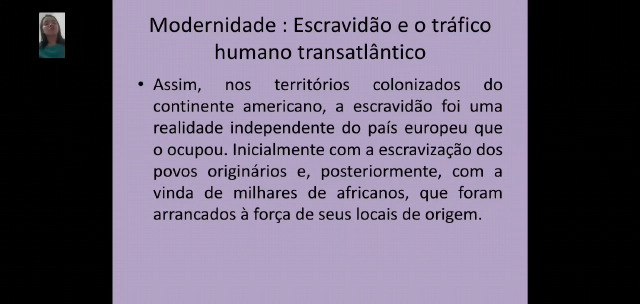 Modernidade : Escravidão e o tráfico
humano transatlântico
• Assim, nos territórios colonizados do
continente americano, a escravidão foi uma
realidade independente do país europeu que
o ocupou. Inicialmente com a escravização dos
povos originários e, posteriormente, com a
vinda de milhares de africanos, que foram
arrancados à força de seus locais de origem.